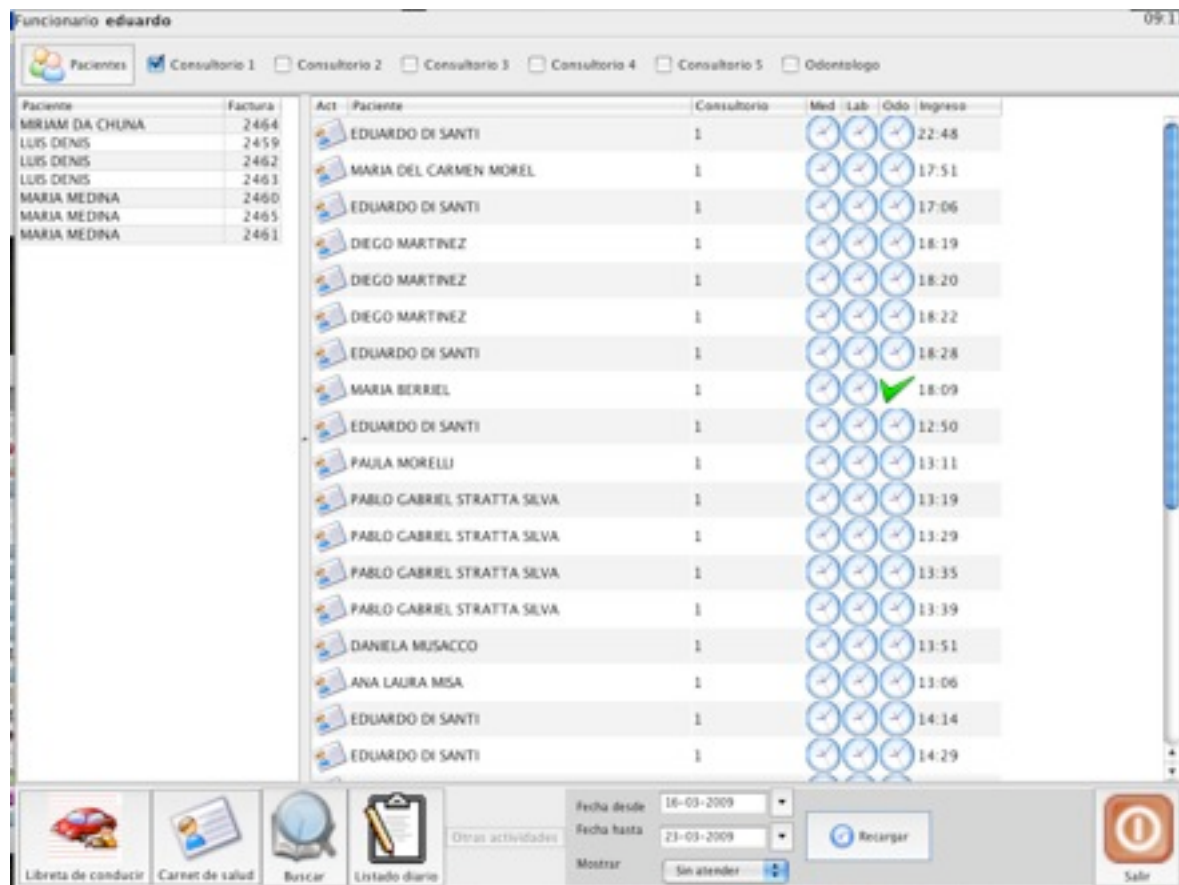 Funcionario eduardo 09:1
Pacientes Consultorio 1 Consultorio 2 Consultorio 3 Consultorio 4 Consultorio 5 Odontologo
Paciente Factura
MIRIAM DA CHUNA 2464
LUIS DENIS 2459
LUIS DENIS 2462
LUIS DENIS 2463
MARIA MEDINA 2460
MARIA MEDINA 2465
MARIA MEDINA 2461
Act Paciente Consultorio Med Lab Odo Ingreso
EDUARDO DI SANTI 1 22:48
MARIA DEL CARMEN MOREL 1 17:51
EDUARDO DI SANTI 1 17:06
DIEGO MARTINEZ 1 18:19
DIEGO MARTINEZ 1 18:20
DIEGO MARTINEZ 1 18:22
EDUARDO DI SANTI 1 18:28
MARIA BERRIEL 1 18:09
EDUARDO DI SANTI 1 12:50
PAULA MORELLI 1 13:11
PABLO GABRIEL STRATTA SILVA 1 13:19
PABLO GABRIEL STRATTA SILVA 1 13:29
PABLO GABRIEL STRATTA SILVA 1 13:35
PABLO GABRIEL STRATTA SILVA 1 13:39
DANIELA MUSACCO 1 13:51
ANA LAURA MISA 1 13:06
EDUARDO DI SANTI 1 14:14
EDUARDO DI SANTI 1 14:29
Libreta de conducir Carnet de salud Buscar Listado diario Otras actividades
Fecha desde 16-03-2009
Fecha hasta 23-03-2009
Mostrar Sin atender
Recargar
Salir